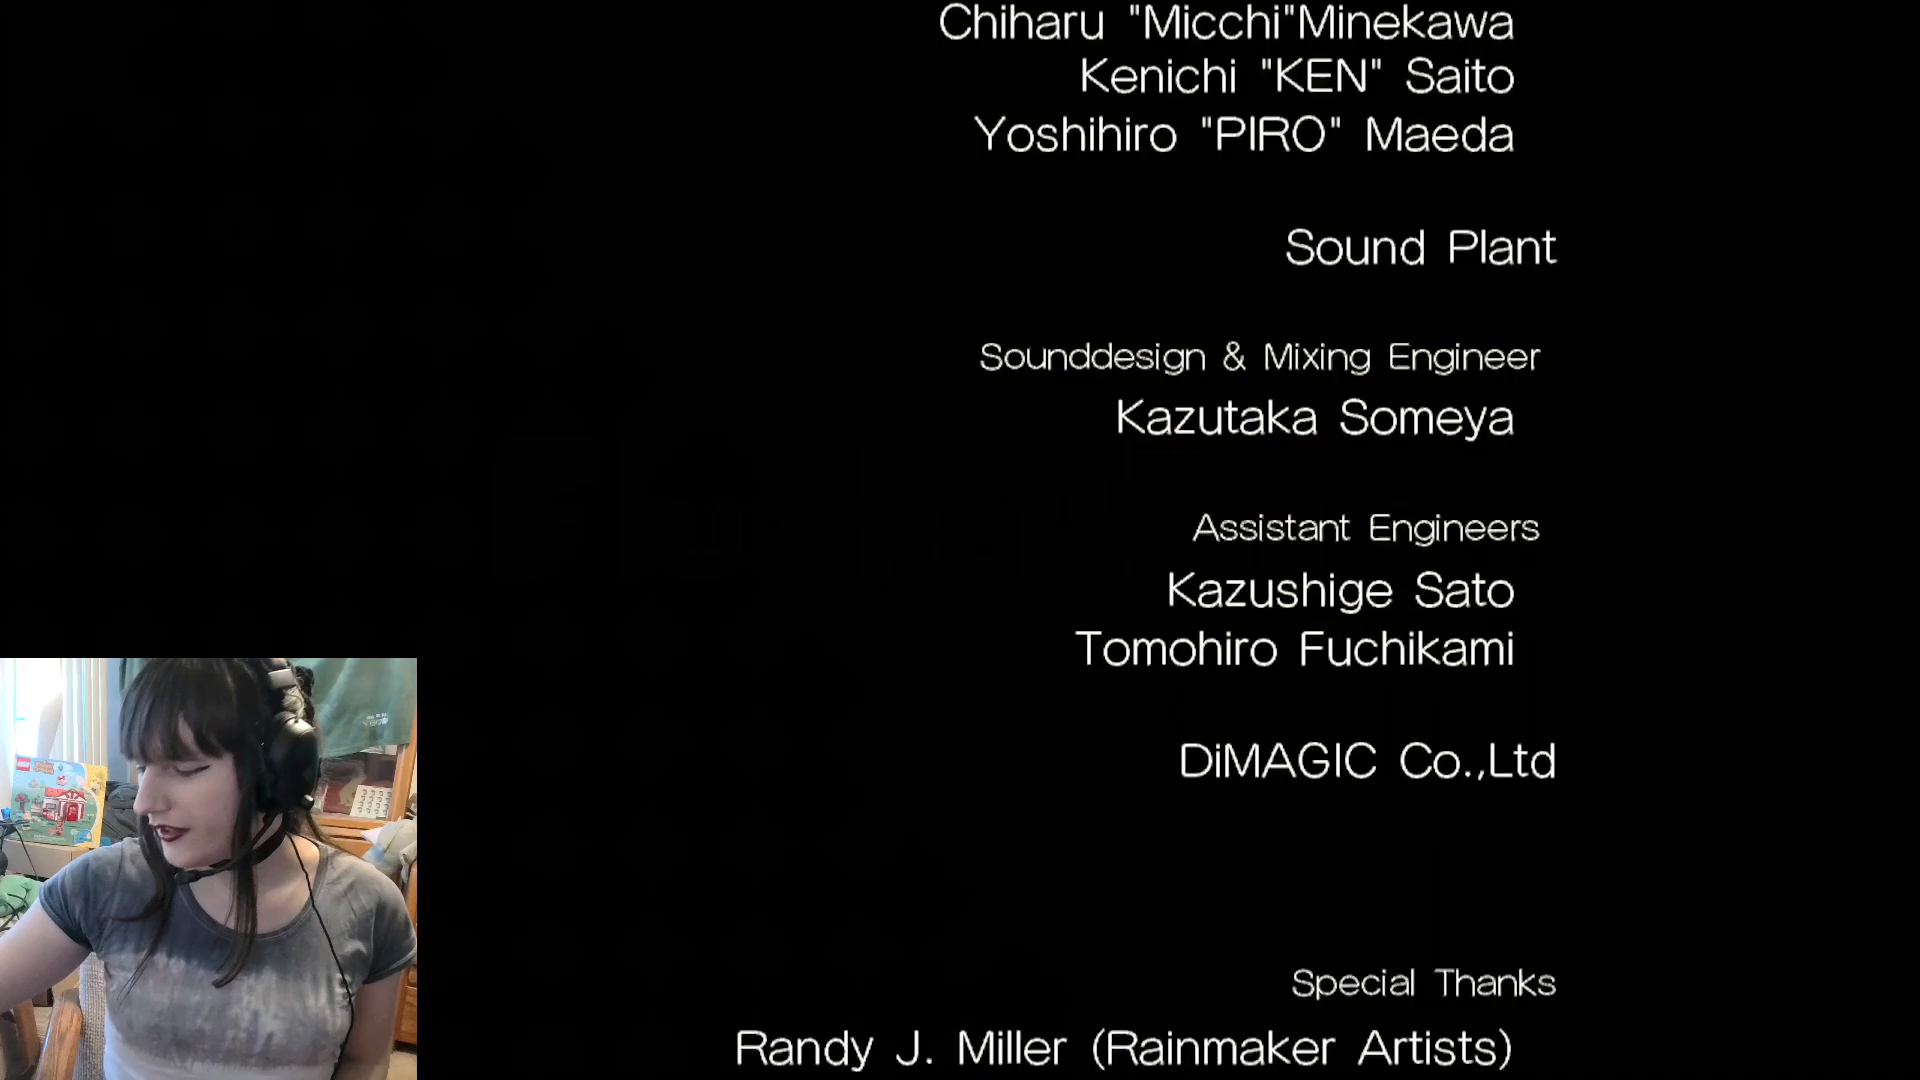 Chiharu "Micchi"Minekawa
Kenichi "KEN" Saito
Yoshihiro "PIRO" Maeda
Sound Plant
Sounddesign & Mixing Engineer
Kazutaka Someya
Assistant Engineers
Kazushige Sato
Tomohiro Fuchikami
DiMAGIC Co.,Ltd
Special Thanks
Randy J. Miller (Rainmaker Artists)